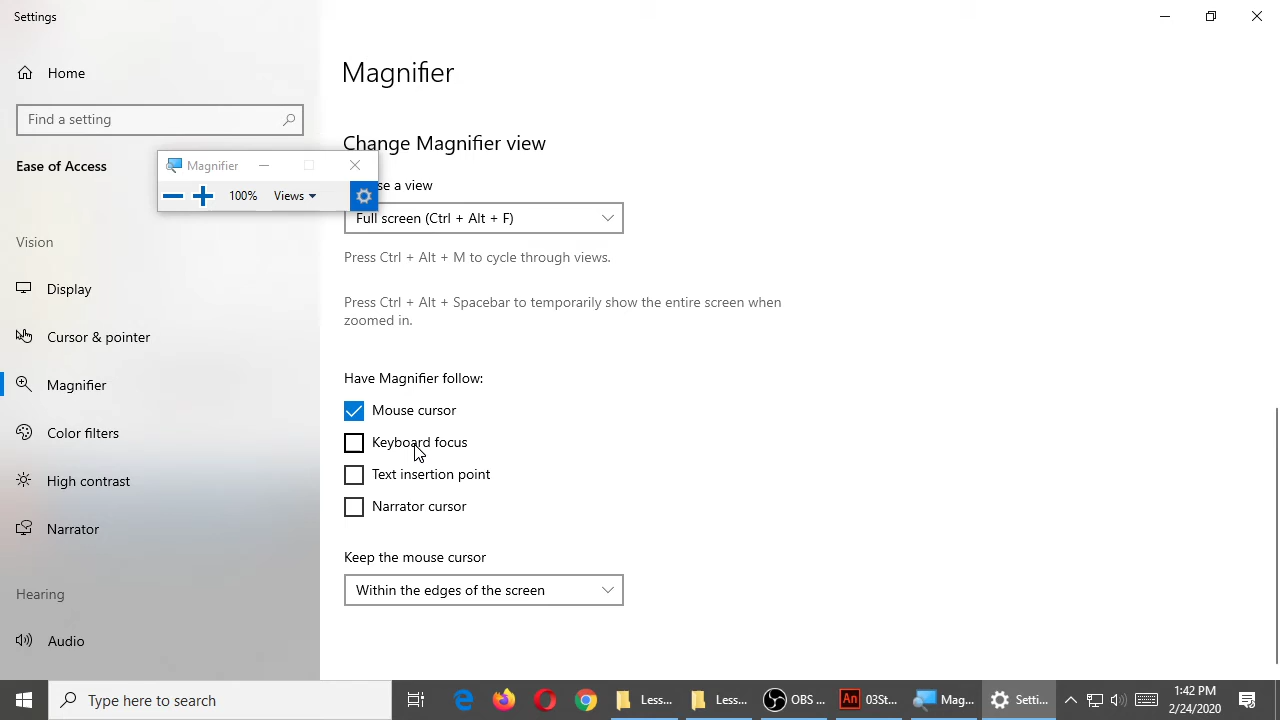 Settings
Home
Find a setting
Ease of Access
Vision
Display
Cursor & pointer
Magnifier
Color filters
High contrast
Narrator
Hearing
Audio
Magnifier
100%
Views
Magnifier
Change Magnifier view
se a view
Full screen (Ctrl + Alt + F)
Press Ctrl + Alt + M to cycle through views.
Press Ctrl + Alt + Spacebar to temporarily show the entire screen when
zoomed in.
Have Magnifier follow:
Mouse cursor
Keyboard focus
Text insertion point
Narrator cursor
Keep the mouse cursor
Within the edges of the screen
Type here to search
Less...
Less...
OBS ...
An
03St...
Mag...
Setti...
1:42 PM
2/24/2020